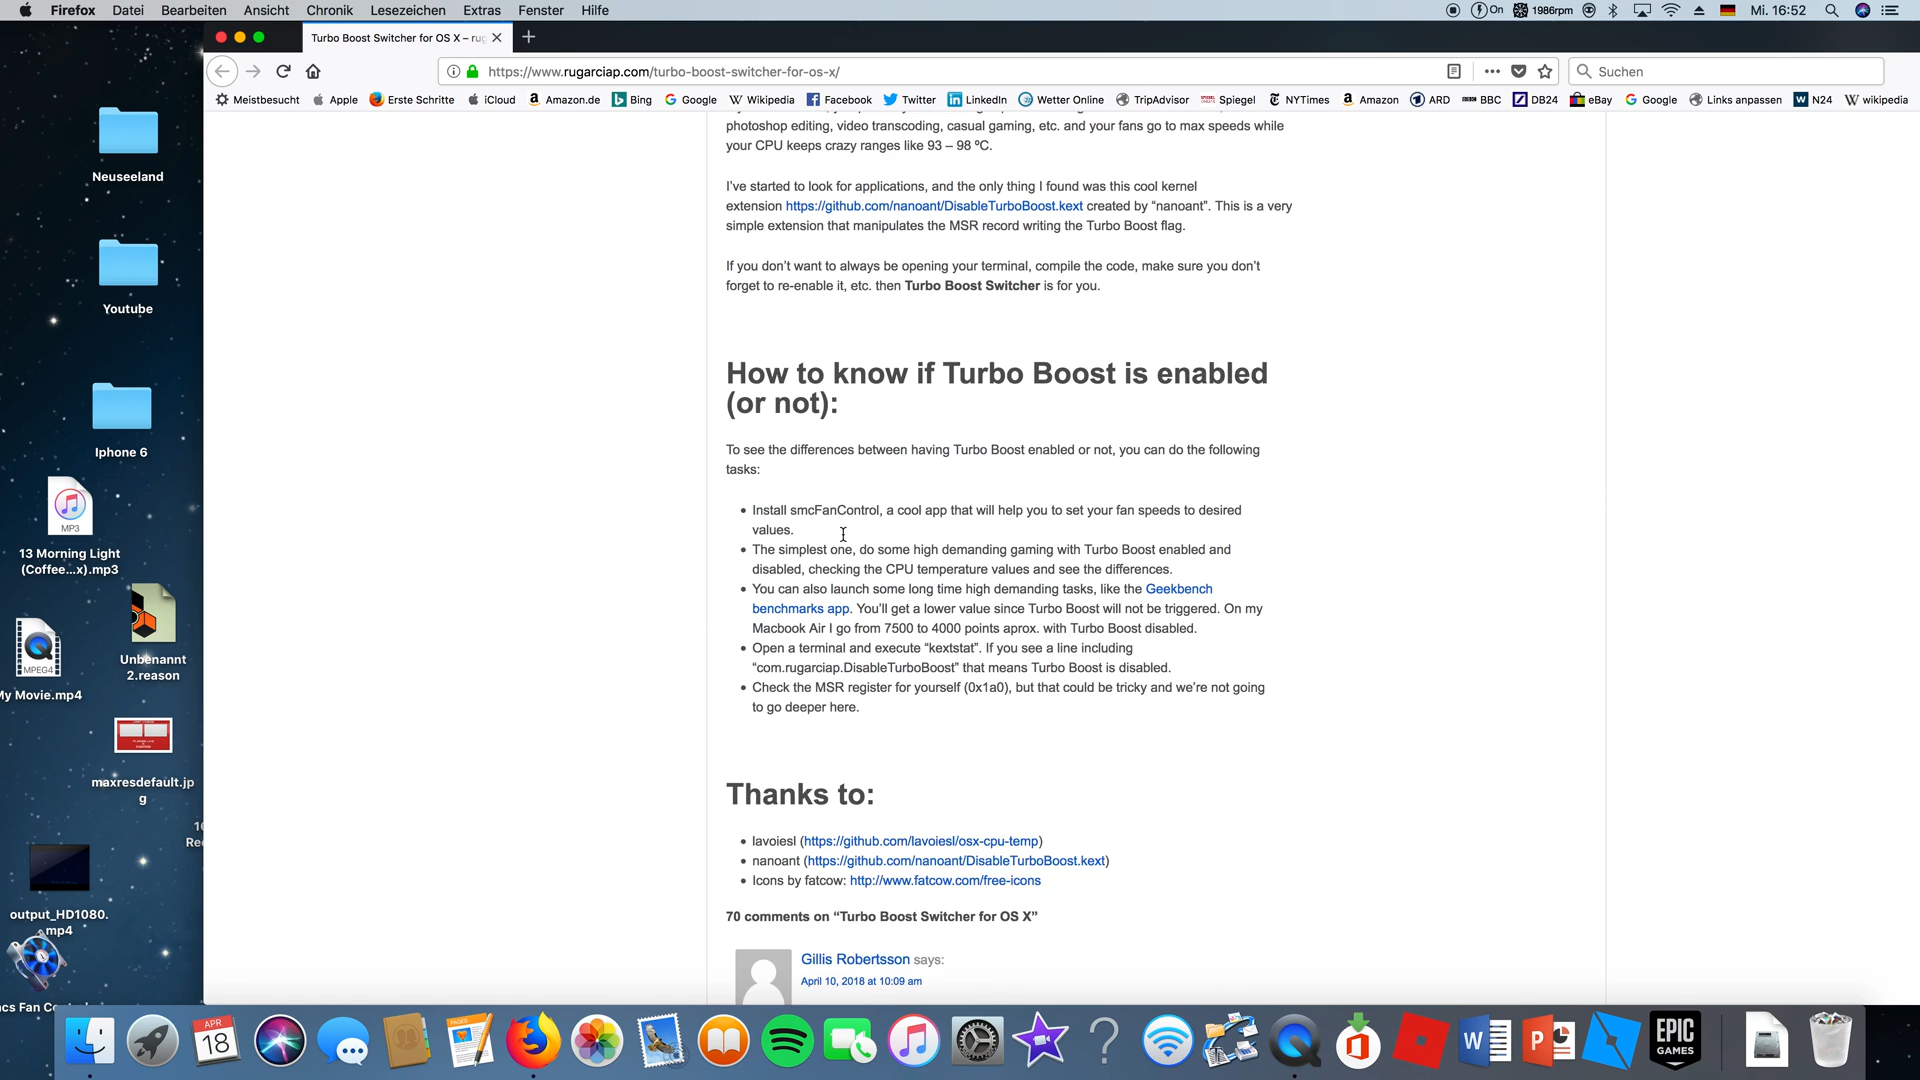 Firefox Datei Bearbeiten Ansicht Chronik Lesezeichen Extras Fenster Hilfe On 1986rpm Mi. 16:52
Turbo Boost Switcher for OS X – rug
https://www.rugarciap.com/turbo-boost-switcher-for-os-x/ Suchen
Meistbesucht Apple Erste Schritte iCloud Amazon.de Bing Google Wikipedia Facebook Twitter LinkedIn Wetter Online TripAdvisor Spiegel NYTimes Amazon ARD BBC DB24 eBay Google Links anpassen N24 wikipedia
photoshop editing, video transcoding, casual gaming, etc. and your fans go to max speeds while
your CPU keeps crazy ranges like 93 – 98 ºC.
I've started to look for applications, and the only thing I found was this cool kernel
extension https://github.com/nanoant/DisableTurboBoost.kext created by “nanoant”. This is a very
simple extension that manipulates the MSR record writing the Turbo Boost flag.
If you don't want to always be opening your terminal, compile the code, make sure you don't
forget to re-enable it, etc. then Turbo Boost Switcher is for you.
How to know if Turbo Boost is enabled
(or not):
To see the differences between having Turbo Boost enabled or not, you can do the following
tasks:
• Install smcFanControl, a cool app that will help you to set your fan speeds to desired
values.
• The simplest one, do some high demanding gaming with Turbo Boost enabled and
disabled, checking the CPU temperature values and see the differences.
• You can also launch some long time high demanding tasks, like the Geekbench
benchmarks app. You'll get a lower value since Turbo Boost will not be triggered. On my
Macbook Air I go from 7500 to 4000 points aprox. with Turbo Boost disabled.
• Open a terminal and execute “kextstat”. If you see a line including
“com.rugarciap.DisableTurboBoost” that means Turbo Boost is disabled.
• Check the MSR register for yourself (0x1a0), but that could be tricky and we're not going
to go deeper here.
Thanks to:
• lavoiesl (https://github.com/lavoiesl/osx-cpu-temp)
• nanoant (https://github.com/nanoant/DisableTurboBoost.kext)
• Icons by fatcow: http://www.fatcow.com/free-icons
70 comments on “Turbo Boost Switcher for OS X”
Gillis Robertsson says:
April 10, 2018 at 10:09 am
Neuseeland
Youtube
Iphone 6
MP3
13 Morning Light
(Coffee...x).mp3
Unbenannt
2.reason
MPEG4
My Movie.mp4
maxresdefault.jp
g
output_HD1080.
mp4
APR
18
PAGES
W
P
EPIC
GAMES